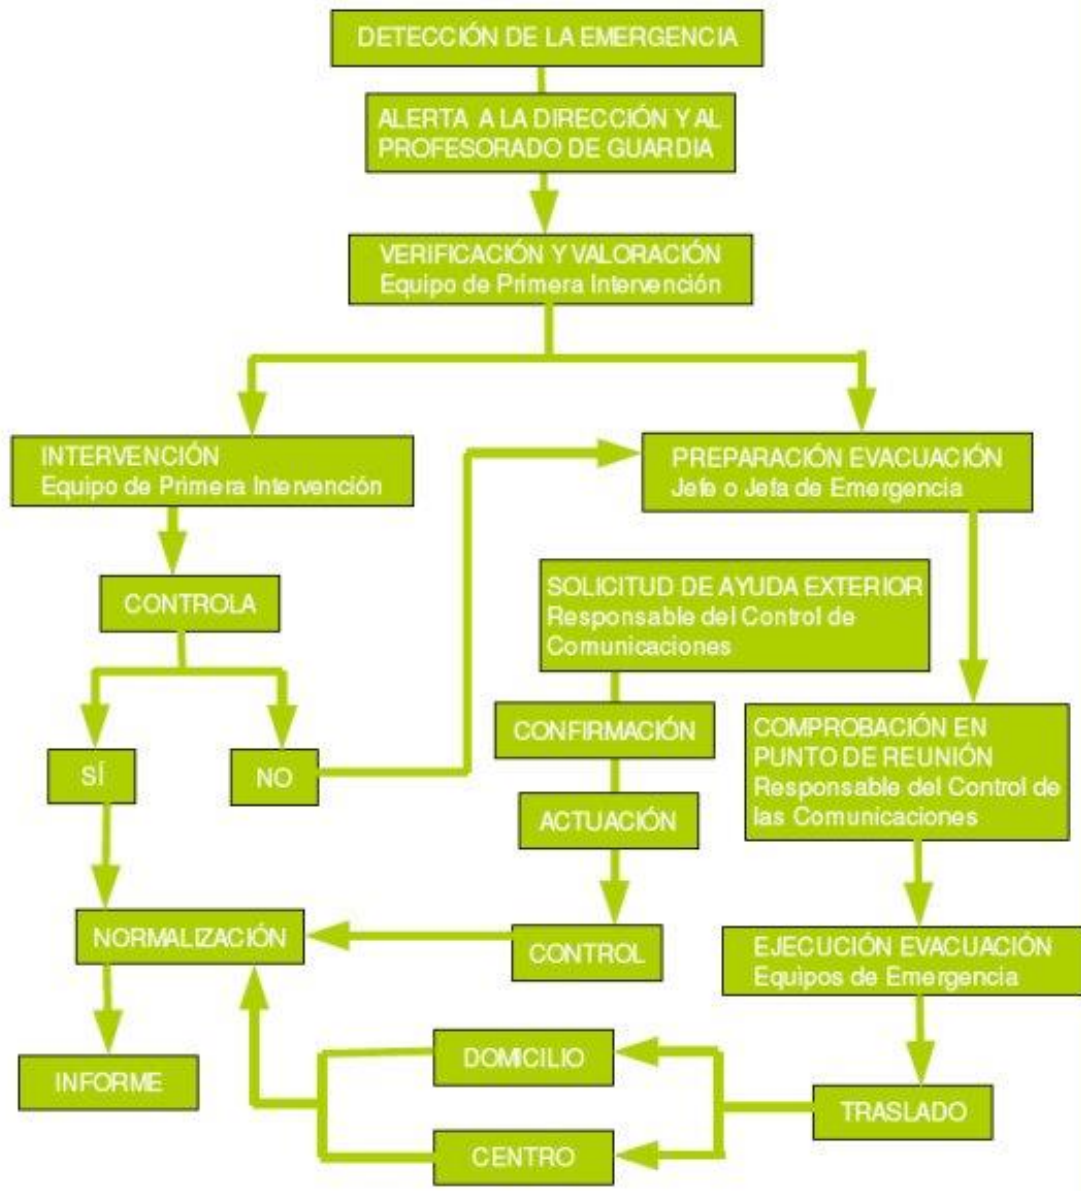 DETECCIÓN DE LA EMERGENCIA
ALERTA A LA DIRECCIÓN Y AL
PROFESORADO DE GUARDIA
VERIFICACIÓN Y VALORACIÓN
Equipo de Primera Intervención
INTERVENCIÓN
Equipo de Primera Intervención
PREPARACIÓN EVACUACIÓN
Jefe o Jefa de Emergencia
CONTROLA
SOLICITUD DE AYUDA EXTERIOR
Responsable del Control de
Comunicaciones
SÍ
NO
CONFIRMACIÓN
COMPROBACIÓN EN
PUNTO DE REUNIÓN
Responsable del Control de
las Comunicaciones
ACTUACIÓN
NORMALIZACIÓN
CONTROL
EJECUCIÓN EVACUACIÓN
Equipos de Emergencia
INFORME
DOMICILIO
TRASLADO
CENTRO